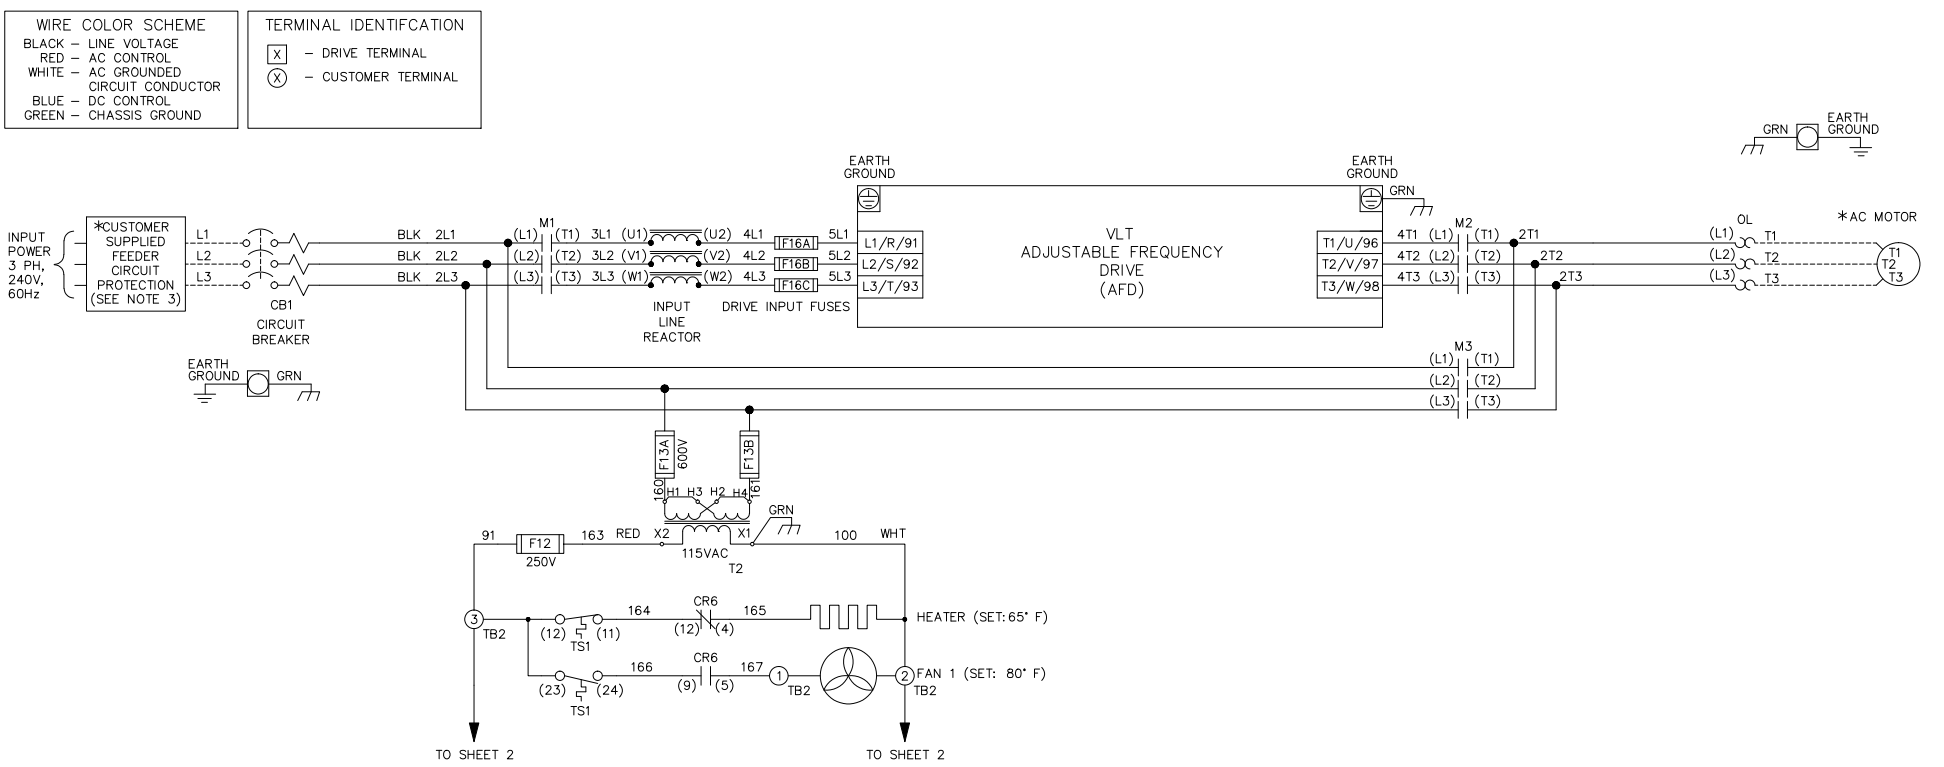 WIRE COLOR SCHEME
BLACK – LINE VOLTAGE
RED – AC CONTROL
WHITE – AC GROUNDED
CIRCUIT CONDUCTOR
BLUE – DC CONTROL
GREEN – CHASSIS GROUND
TERMINAL IDENTIFCATION
X – DRIVE TERMINAL
X – CUSTOMER TERMINAL
GRN
EARTH
GROUND
INPUT
POWER
3 PH,
240V,
60Hz
*CUSTOMER
SUPPLIED
FEEDER
CIRCUIT
PROTECTION
(SEE NOTE 3)
L1
L2
L3
CB1
CIRCUIT
BREAKER
EARTH
GROUND
GRN
BLK 2L1
BLK 2L2
BLK 2L3
M1
(L1) (T1) 3L1 (U1) (U2) 4L1 F16A 5L1
(L2) (T2) 3L2 (V1) (V2) 4L2 F16B 5L2
(L3) (T3) 3L3 (W1) (W2) 4L3 F16C 5L3
INPUT
LINE
REACTOR
DRIVE INPUT FUSES
EARTH
GROUND
L1/R/91
L2/S/92
L3/T/93
VLT
ADJUSTABLE FREQUENCY
DRIVE
(AFD)
EARTH
GROUND
GRN
T1/U/96
T2/V/97
T3/W/98
M2
4T1 (L1) (T1) 2T1
4T2 (L2) (T2) 2T2
4T3 (L3) (T3) 2T3
OL
(L1) T1
(L2) T2
(L3) T3
*AC MOTOR
T1
T2
T3
M3
(L1) (T1)
(L2) (T2)
(L3) (T3)
F13A
600V
F13B
160
161
H1 H3 H2 H4
GRN
91 F12 163 RED X2 X1 100 WHT
250V
115VAC
T2
3
TB2
(12) (11)
TS1
164
CR6
(12) (4)
165
HEATER (SET:65° F)
(23) (24)
TS1
166
CR6
(9) (5)
167
1
TB2
2
TB2
FAN 1 (SET: 80° F)
TO SHEET 2
TO SHEET 2